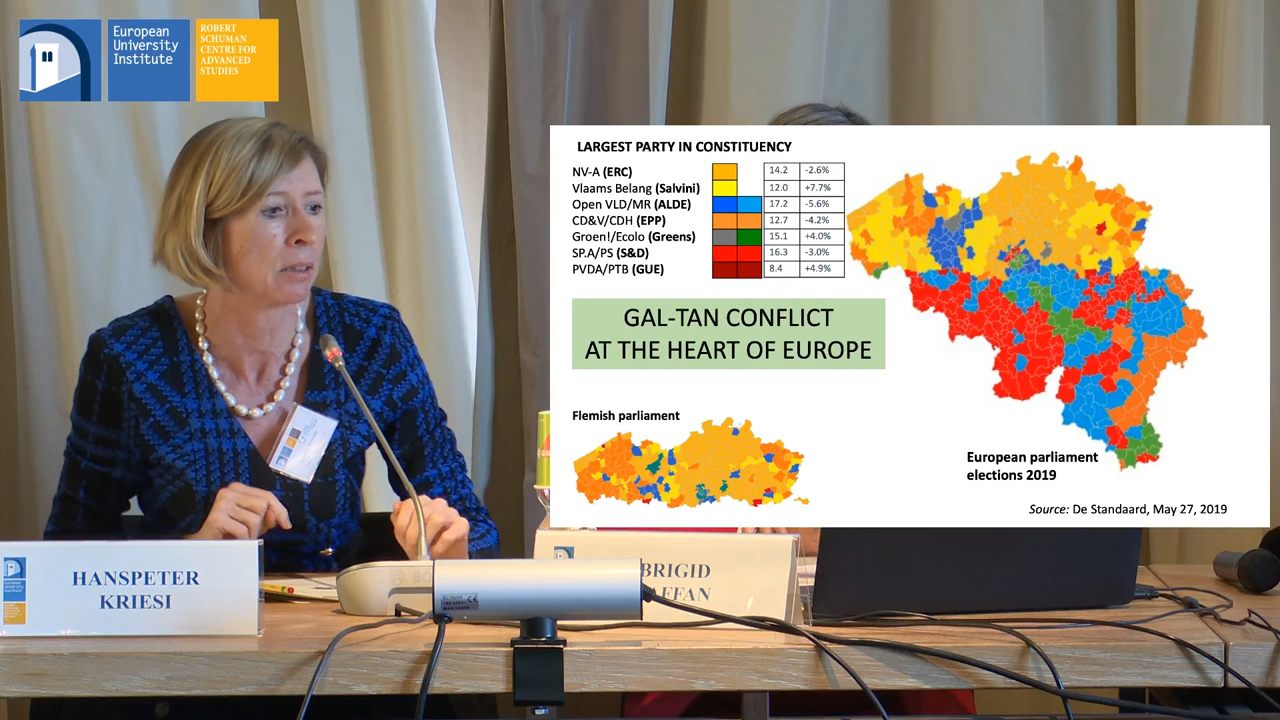 European
University
Institute
ROBERT
SCHUMAN
CENTRE FOR
ADVANCED
STUDIES
LARGEST PARTY IN CONSTITUENCY
NV-A (ERC) 14.2 -2.6%
Vlaams Belang (Salvini) 12.0 +7.7%
Open VLD/MR (ALDE) 17.2 -5.6%
CD&V/CDH (EPP) 12.7 -4.2%
Groen!/Ecolo (Greens) 15.1 +4.0%
SP.A/PS (S&D) 16.3 -3.0%
PVDA/PTB (GUE) 8.4 +4.9%
GAL-TAN CONFLICT
AT THE HEART OF EUROPE
Flemish parliament
European parliament
elections 2019
Source: De Standaard, May 27, 2019
HANSPETER
KRIESI
BRIGID
AFFAN